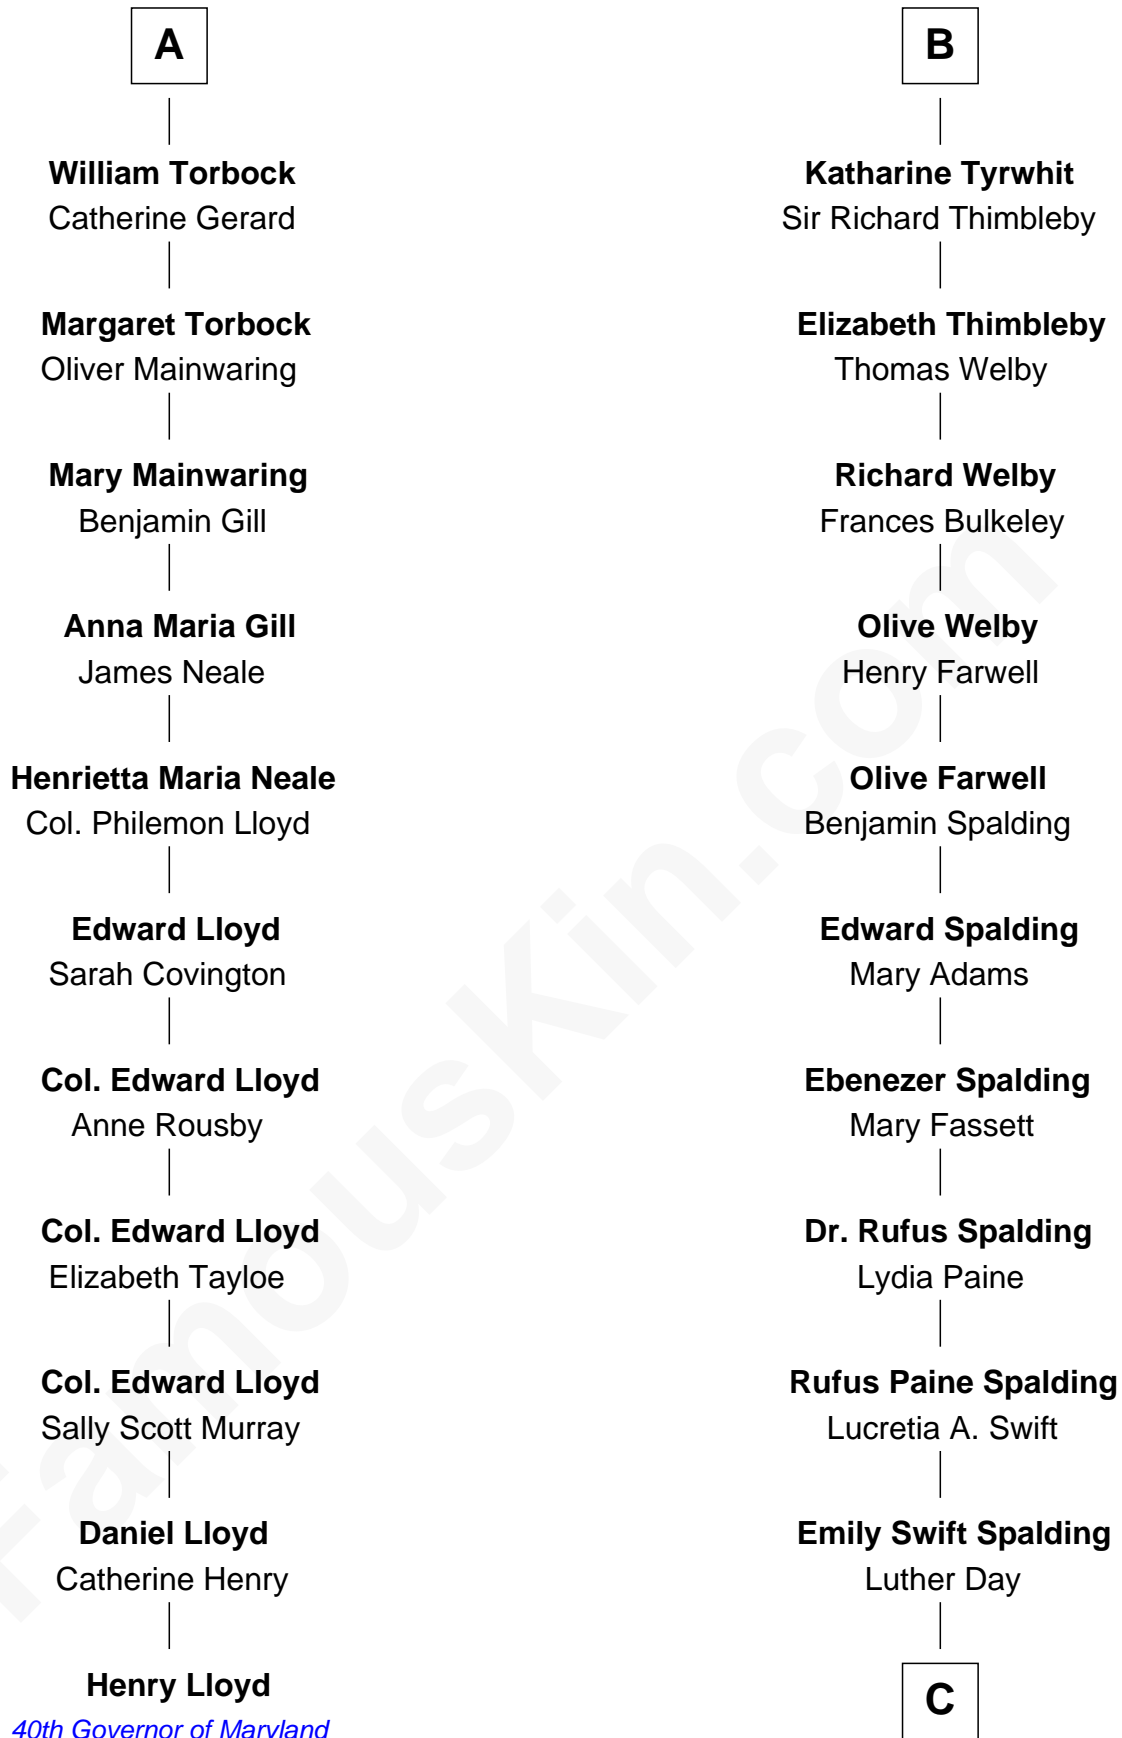 A
William Torbock
Catherine Gerard
Margaret Torbock
Oliver Mainwaring
Mary Mainwaring
Benjamin Gill
Anna Maria Gill
James Neale
Henrietta Maria Neale
Col. Philemon Lloyd
Edward Lloyd
Sarah Covington
Col. Edward Lloyd
Anne Rousby
Col. Edward Lloyd
Elizabeth Tayloe
Col. Edward Lloyd
Sally Scott Murray
Daniel Lloyd
Catherine Henry
Henry Lloyd
40th Governor of Maryland
B
Katharine Tyrwhit
Sir Richard Thimbleby
Elizabeth Thimbleby
Thomas Welby
Richard Welby
Frances Bulkeley
Olive Welby
Henry Farwell
Olive Farwell
Benjamin Spalding
Edward Spalding
Mary Adams
Ebenezer Spalding
Mary Fassett
Dr. Rufus Spalding
Lydia Paine
Rufus Paine Spalding
Lucretia A. Swift
Emily Swift Spalding
Luther Day
C
FamousKin.com